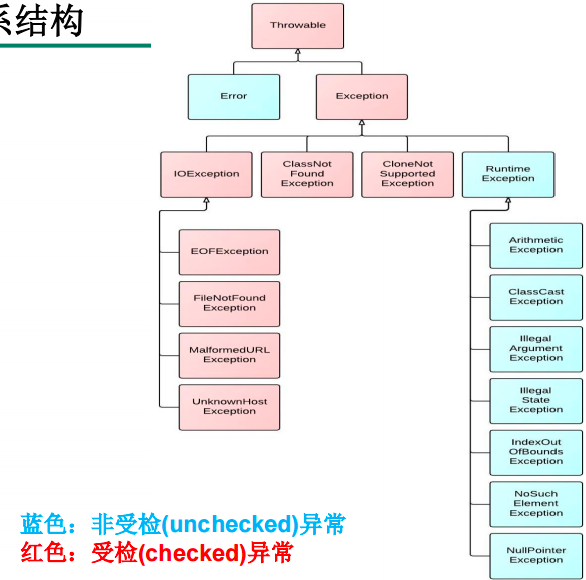 系结构
Throwable
Error
Exception
IOException
ClassNot
Found
Exception
CloneNot
Supported
Exception
Runtime
Exception
EOFException
FileNotFound
Exception
MalformedURL
Exception
UnknownHost
Exception
Arithmetic
Exception
ClassCast
Exception
Illegal
Argument
Exception
Illegal
State
Exception
IndexOut
OfBounds
Exception
NoSuch
Element
Exception
NullPointer
Exception
蓝色：非受检(unchecked)异常
红色：受检(checked)异常